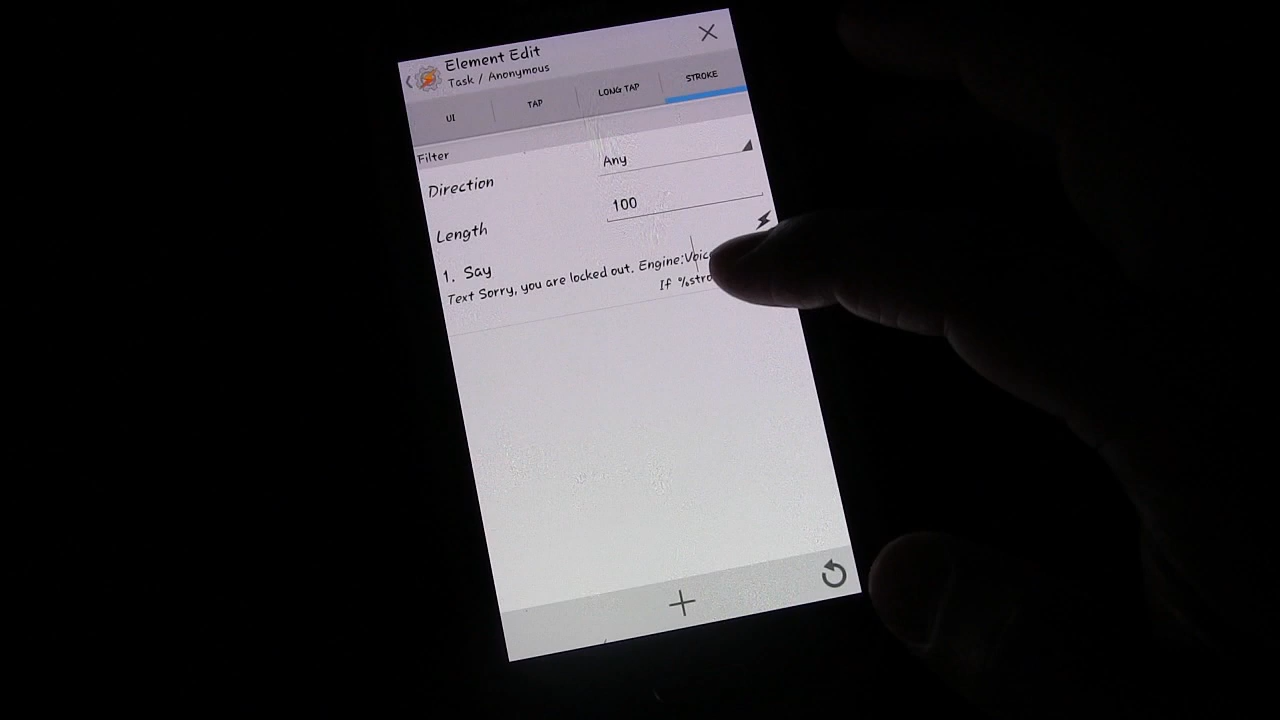 Element Edit
Task / Anonymous
UI TAP LONG TAP STROKE
Filter
Direction Any
Length 100
1. Say
Text Sorry, you are locked out. Engine:Voic
If %stro